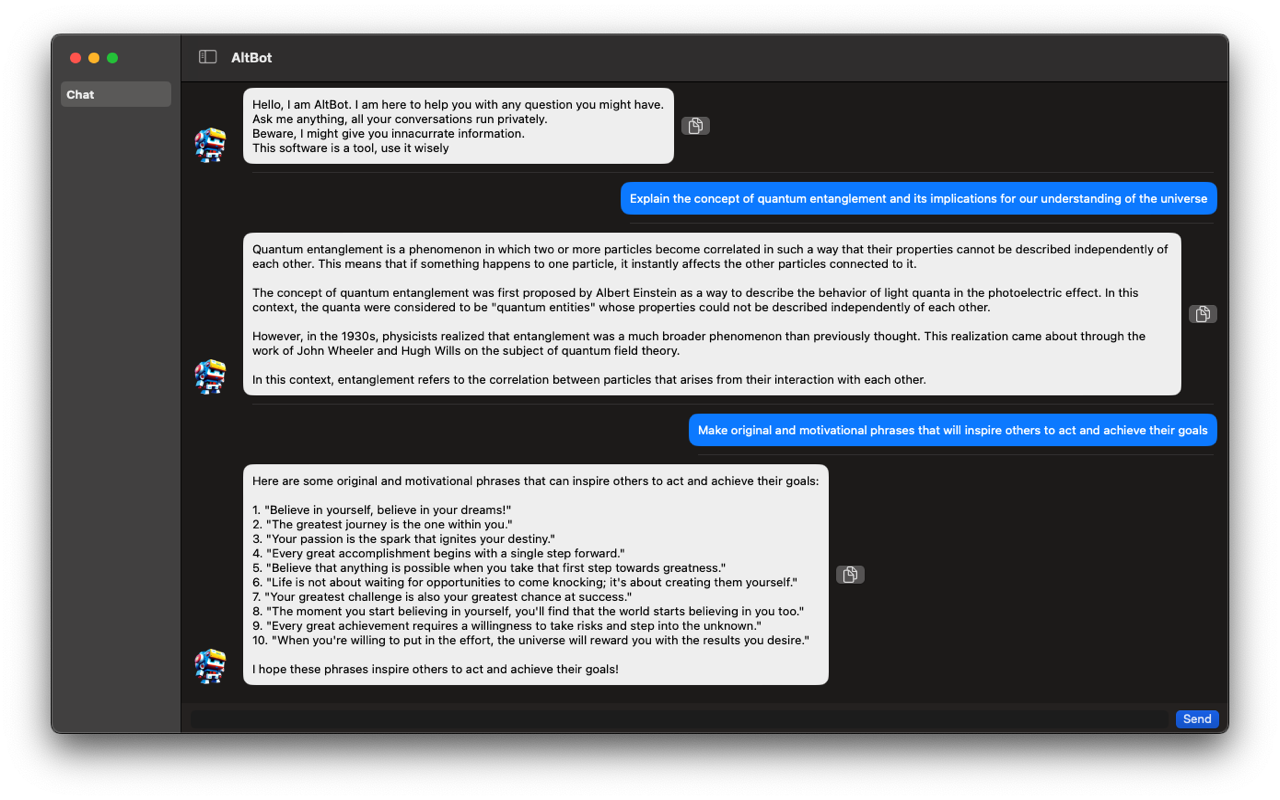 AltBot
Chat
Hello, I am AltBot. I am here to help you with any question you might have.
Ask me anything, all your conversations run privately.
Beware, I might give you innacurrate information.
This software is a tool, use it wisely
Explain the concept of quantum entanglement and its implications for our understanding of the universe
Quantum entanglement is a phenomenon in which two or more particles become correlated in such a way that their properties cannot be described independently of
each other. This means that if something happens to one particle, it instantly affects the other particles connected to it.
The concept of quantum entanglement was first proposed by Albert Einstein as a way to describe the behavior of light quanta in the photoelectric effect. In this
context, the quanta were considered to be "quantum entities" whose properties could not be described independently of each other.
However, in the 1930s, physicists realized that entanglement was a much broader phenomenon than previously thought. This realization came about through the
work of John Wheeler and Hugh Wills on the subject of quantum field theory.
In this context, entanglement refers to the correlation between particles that arises from their interaction with each other.
Make original and motivational phrases that will inspire others to act and achieve their goals
Here are some original and motivational phrases that can inspire others to act and achieve their goals:
1. "Believe in yourself, believe in your dreams!"
2. "The greatest journey is the one within you."
3. "Your passion is the spark that ignites your destiny."
4. "Every great accomplishment begins with a single step forward."
5. "Believe that anything is possible when you take that first step towards greatness."
6. "Life is not about waiting for opportunities to come knocking; it's about creating them yourself."
7. "Your greatest challenge is also your greatest chance at success."
8. "The moment you start believing in yourself, you'll find that the world starts believing in you too."
9. "Every great achievement requires a willingness to take risks and step into the unknown."
10. "When you're willing to put in the effort, the universe will reward you with the results you desire."
I hope these phrases inspire others to act and achieve their goals!
Send